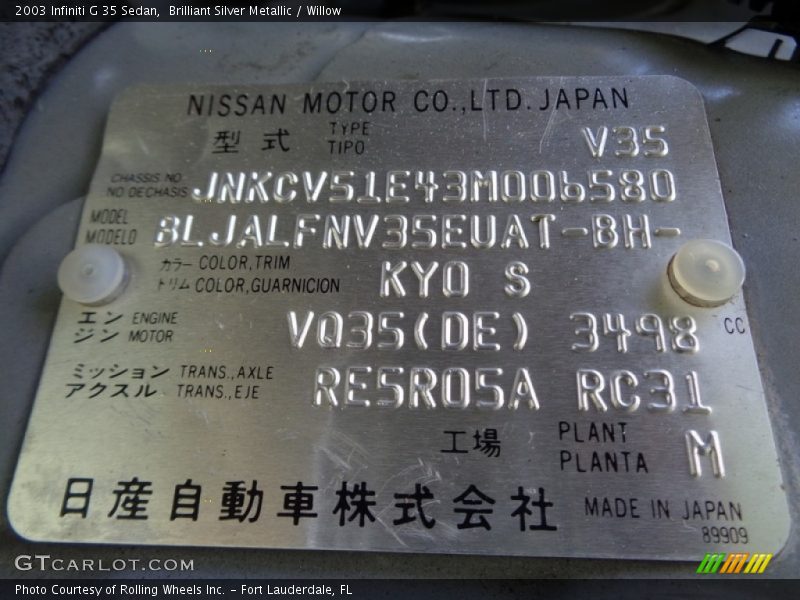 2003 Infiniti G 35 Sedan,  Brilliant Silver Metallic / Willow
NISSAN MOTOR CO.,LTD. JAPAN
型式 TYPE TIPO V35
CHASSIS NO
NO DE CHASIS JNKCV51E43M006580
MODEL
MODELO 8LJALFNV35EUAT-BH-
カラー COLOR,TRIM
トリム COLOR,GUARNICION KY0 S
エン ENGINE
ジン MOTOR VQ35(DE) 3498 CC
ミッション TRANS.,AXLE
アクスル TRANS.,EJE RE5R05A RC31
工場 PLANT
PLANTA M
日産自動車株式会社 MADE IN JAPAN
89909
GTCARLOT.COM
Photo Courtesy of Rolling Wheels Inc. – Fort Lauderdale, FL